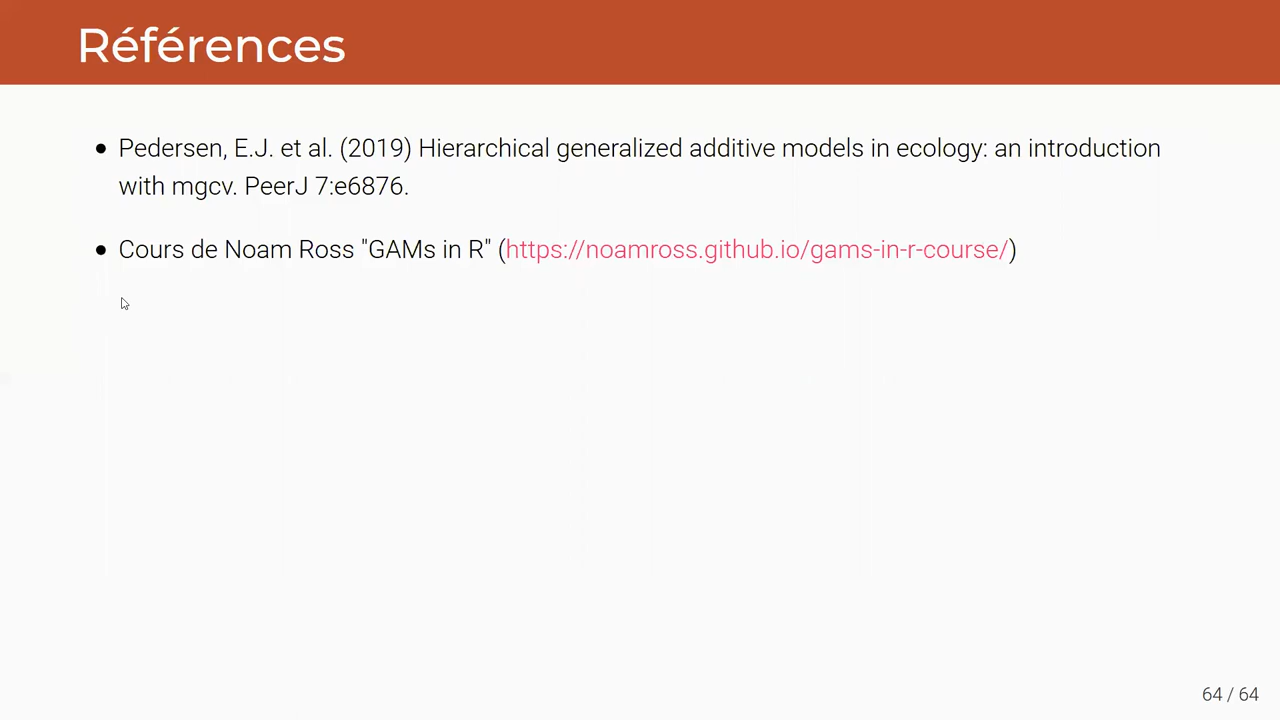 Références
Pedersen, E.J. et al. (2019) Hierarchical generalized additive models in ecology: an introduction
with mgcv. PeerJ 7:e6876.
Cours de Noam Ross "GAMs in R" (https://noamross.github.io/gams-in-r-course/)
64 / 64